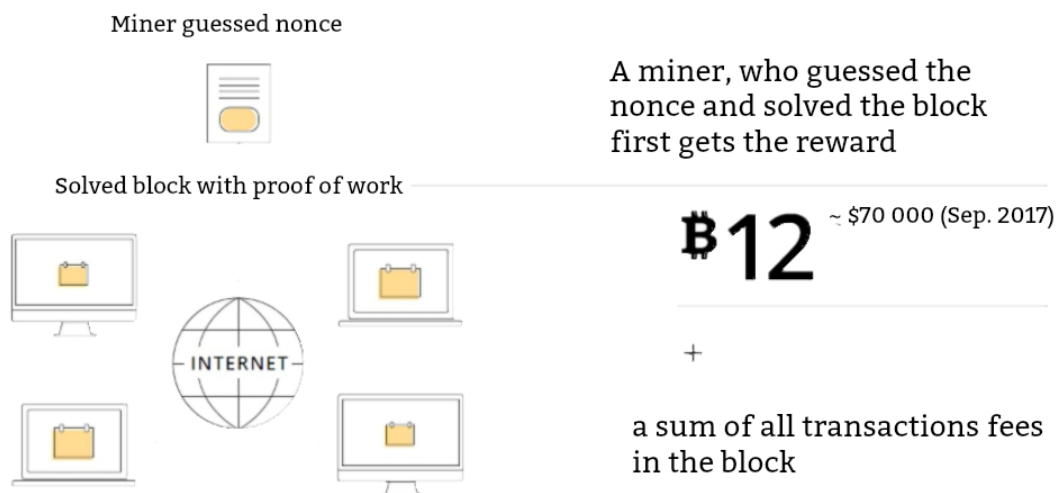 Miner guessed nonce
A miner, who guessed the
nonce and solved the block
first gets the reward
Solved block with proof of work
₿12 ~ $70 000 (Sep. 2017)
INTERNET
+
a sum of all transactions fees
in the block